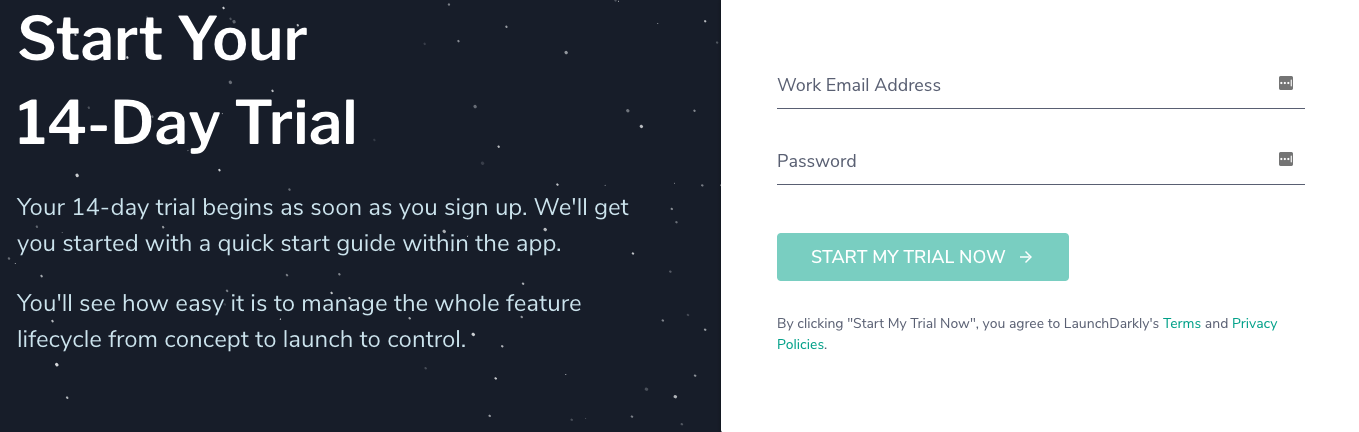 Start Your
14-Day Trial
Your 14-day trial begins as soon as you sign up. We'll get
you started with a quick start guide within the app.
You'll see how easy it is to manage the whole feature
lifecycle from concept to launch to control.
Work Email Address
Password
START MY TRIAL NOW →
By clicking "Start My Trial Now", you agree to LaunchDarkly's Terms and Privacy
Policies.